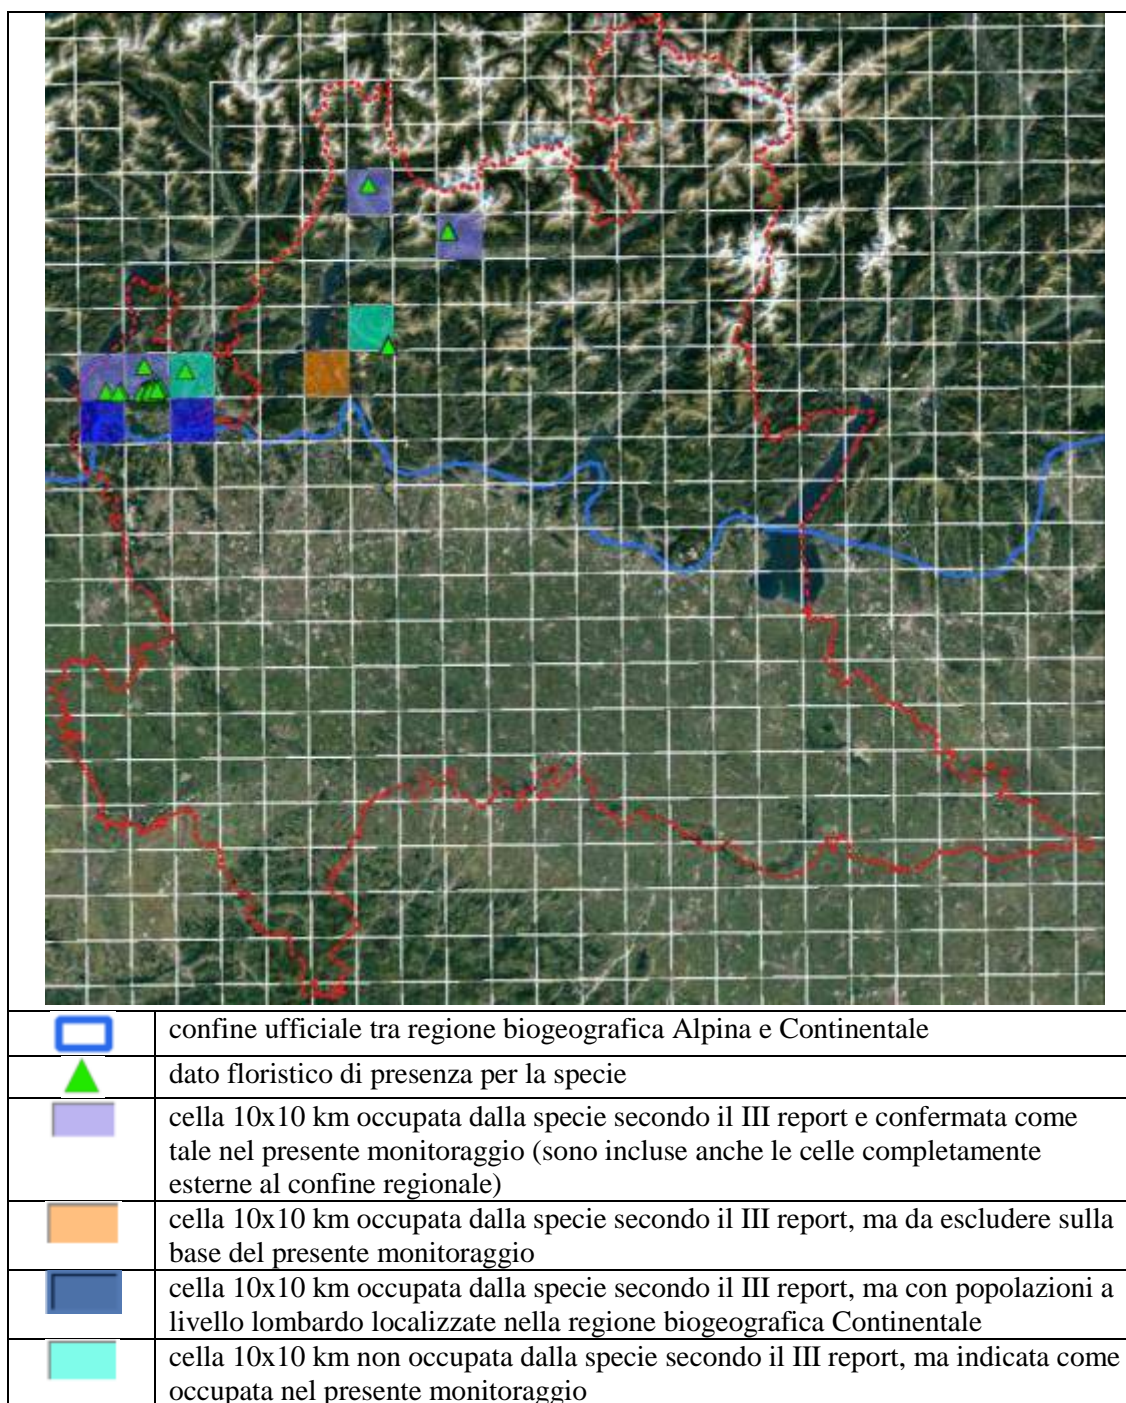 confine ufficiale tra regione biogeografica Alpina e Continentale
dato floristico di presenza per la specie
cella 10x10 km occupata dalla specie secondo il III report e confermata come
tale nel presente monitoraggio (sono incluse anche le celle completamente
esterne al confine regionale)
cella 10x10 km occupata dalla specie secondo il III report, ma da escludere sulla
base del presente monitoraggio
cella 10x10 km occupata dalla specie secondo il III report, ma con popolazioni a
livello lombardo localizzate nella regione biogeografica Continentale
cella 10x10 km non occupata dalla specie secondo il III report, ma indicata come
occupata nel presente monitoraggio